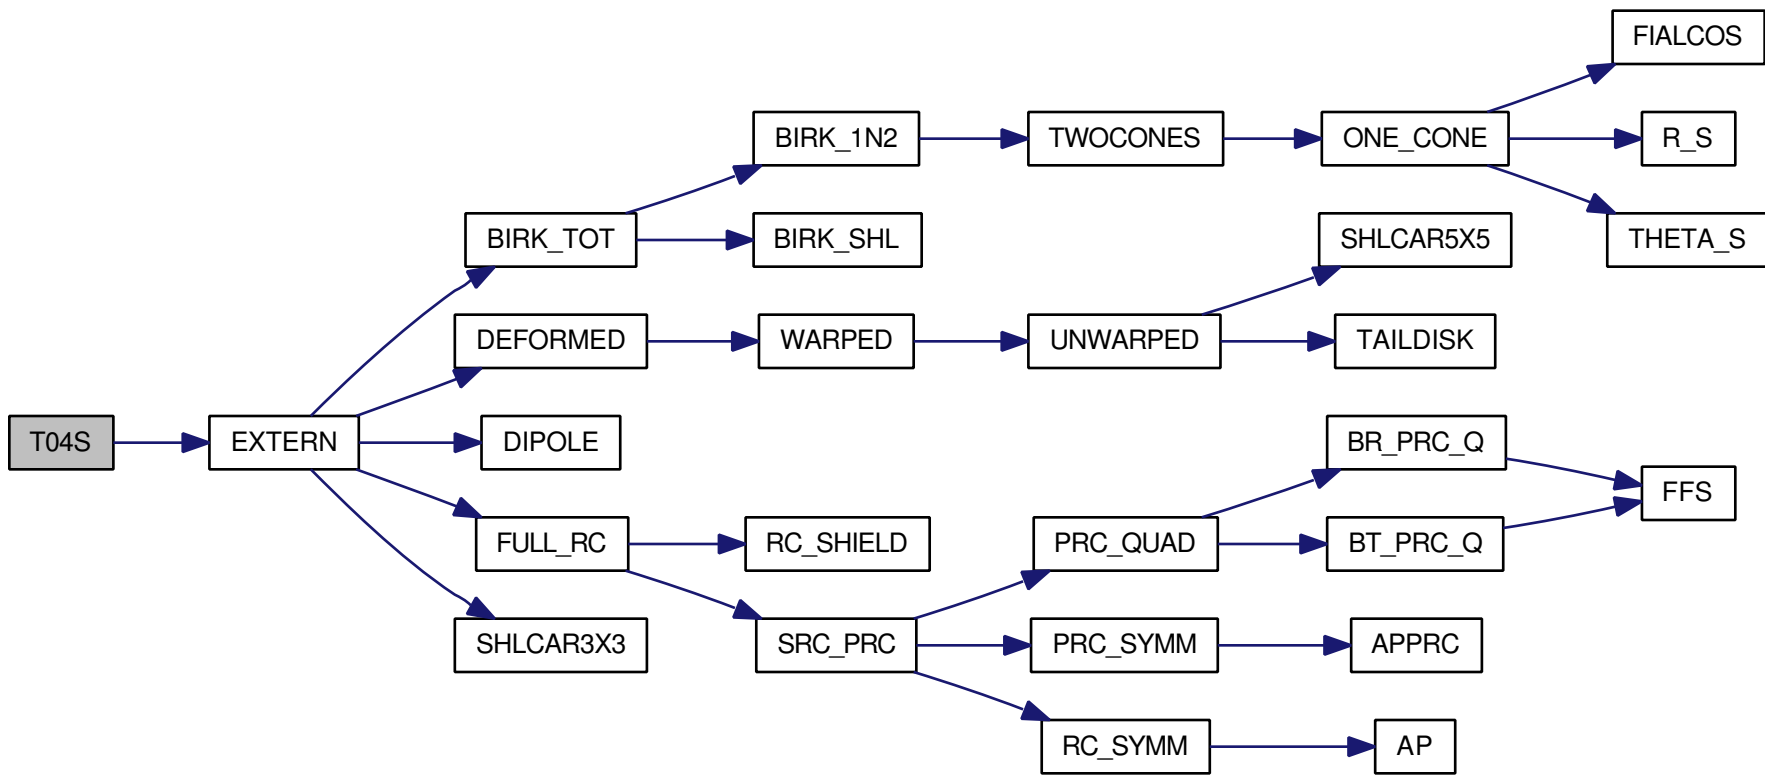 FIALCOS
BIRK_1N2
TWOCONES
ONE_CONE
R_S
BIRK_TOT
BIRK_SHL
SHLCAR5X5
THETA_S
DEFORMED
WARPED
UNWARPED
TAILDISK
T04S
EXTERN
DIPOLE
BR_PRC_Q
FFS
FULL_RC
RC_SHIELD
PRC_QUAD
BT_PRC_Q
SHLCAR3X3
SRC_PRC
PRC_SYMM
APPRC
RC_SYMM
AP